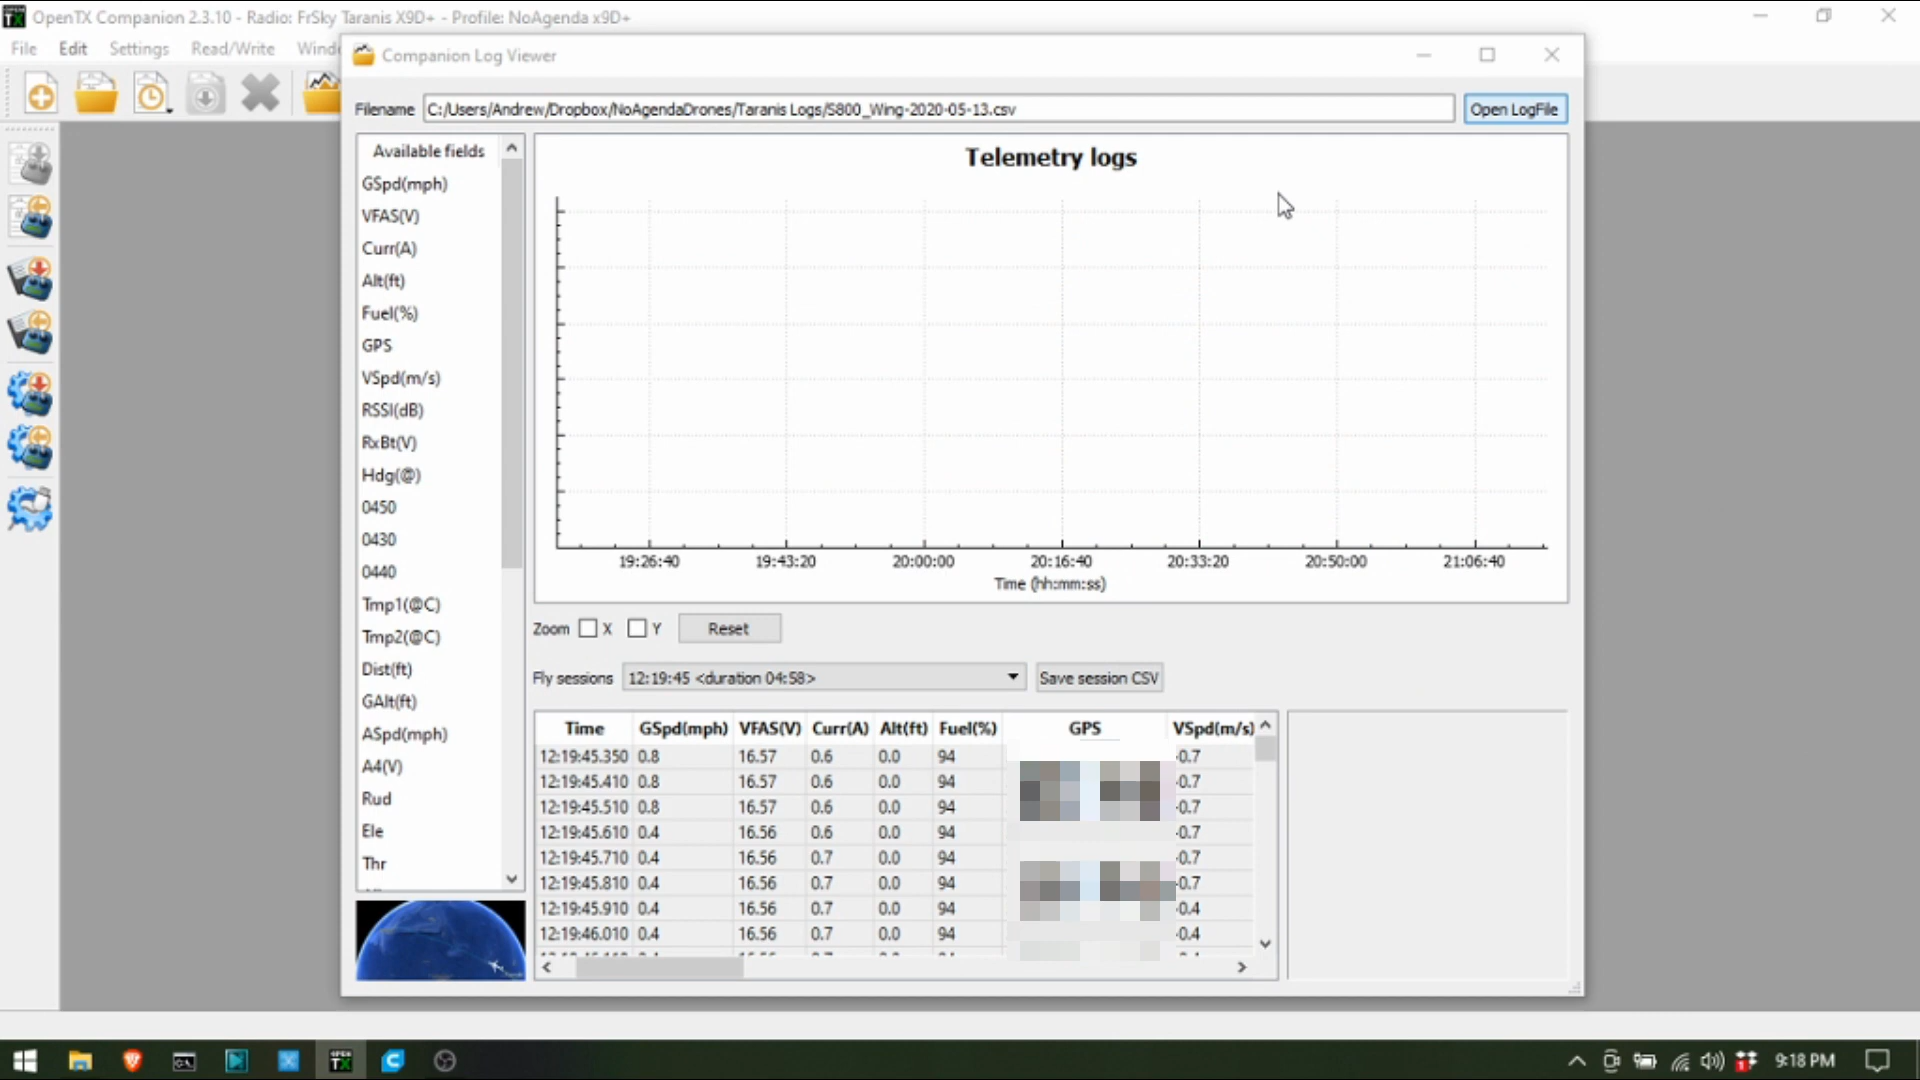 OpenTX Companion 2.3.10 - Radio: FrSky Taranis X9D+ - Profile: NoAgenda x9D+
File Edit Settings Read/Write
Companion Log Viewer
Filename C:/Users/Andrew/Dropbox/NoAgendaDrones/Taranis Logs/S800_Wing-2020-05-13.csv Open LogFile
Available fields
GSpd(mph)
VFAS(V)
Curr(A)
Alt(ft)
Fuel(%)
GPS
VSpd(m/s)
RSSI(dB)
RxBt(V)
Hdg(@)
0450
0430
0440
Tmp1(@C)
Tmp2(@C)
Dist(ft)
GAlt(ft)
ASpd(mph)
A4(V)
Rud
Ele
Thr
Telemetry logs
19:26:40 19:43:20 20:00:00 20:16:40 20:33:20 20:50:00 21:06:40
Time (hh:mm:ss)
Zoom X Y Reset
Fly sessions 12:19:45 <duration 04:58> Save session CSV
Time GSpd(mph) VFAS(V) Curr(A) Alt(ft) Fuel(%) GPS VSpd(m/s)
12:19:45.350 0.8 16.57 0.6 0.0 94 -0.7
12:19:45.410 0.8 16.57 0.6 0.0 94 -0.7
12:19:45.510 0.8 16.57 0.6 0.0 94 -0.7
12:19:45.610 0.4 16.56 0.6 0.0 94 -0.7
12:19:45.710 0.4 16.56 0.7 0.0 94 -0.7
12:19:45.810 0.4 16.56 0.7 0.0 94 -0.7
12:19:45.910 0.4 16.56 0.7 0.0 94 -0.4
12:19:46.010 0.4 16.56 0.7 0.0 94 -0.4
OPEN TX
9:18 PM